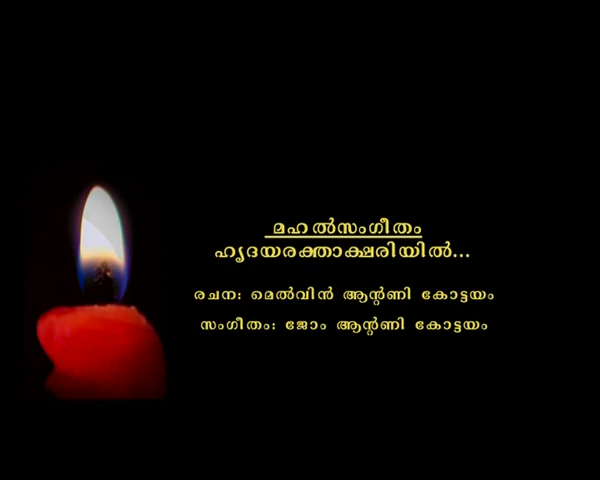 മഹൽസംഗീതം
ഹൃദയരക്താക്ഷരിയിൽ...
രചന: മെൽവിൻ ആന്റണി കോട്ടയം
സംഗീതം: ജോം ആന്റണി കോട്ടയം